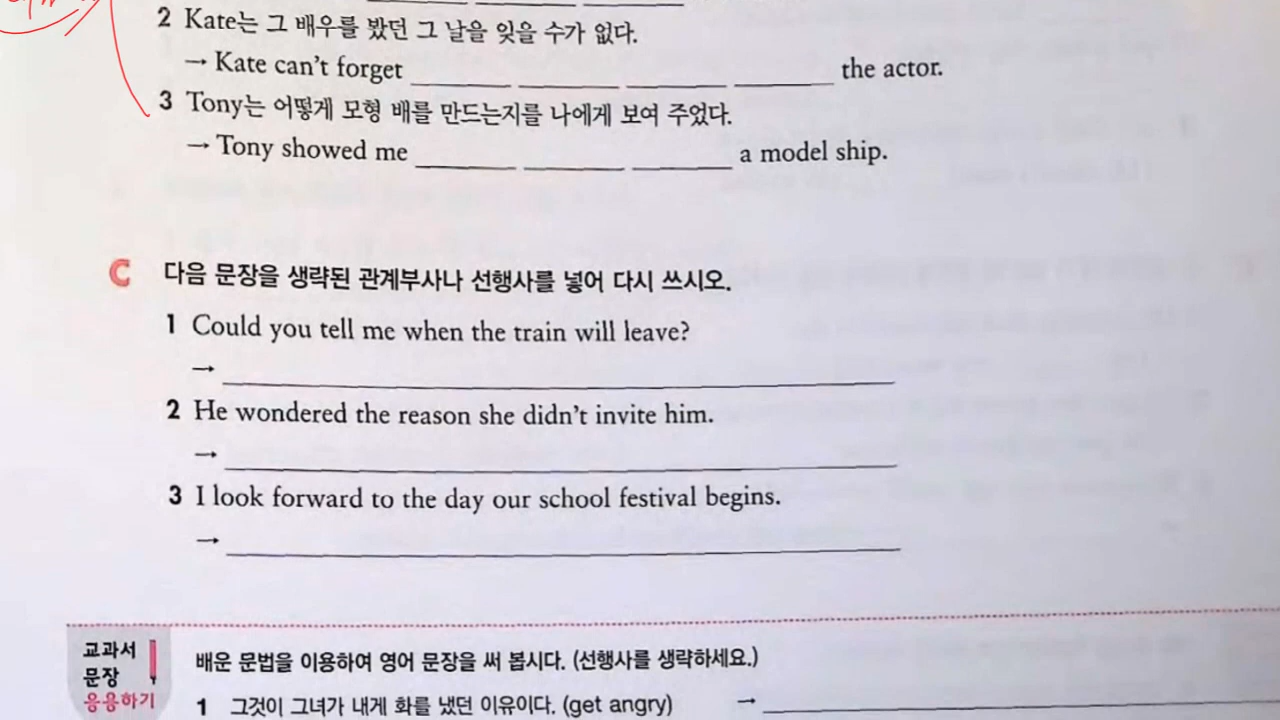 2 Kate는 그 배우를 봤던 그 날을 잊을 수가 없다.
→ Kate can't forget ____ ____ ____ ____ the actor.
3 Tony는 어떻게 모형 배를 만드는지를 나에게 보여 주었다.
→ Tony showed me ____ ____ ____ a model ship.
C 다음 문장을 생략된 관계부사나 선행사를 넣어 다시 쓰시오.
1 Could you tell me when the train will leave?
→
2 He wondered the reason she didn't invite him.
→
3 I look forward to the day our school festival begins.
→
교과서
문장
응용하기
배운 문법을 이용하여 영어 문장을 써 봅시다. (선행사를 생략하세요.)
1 그것이 그녀가 내게 화를 냈던 이유이다. (get angry) →